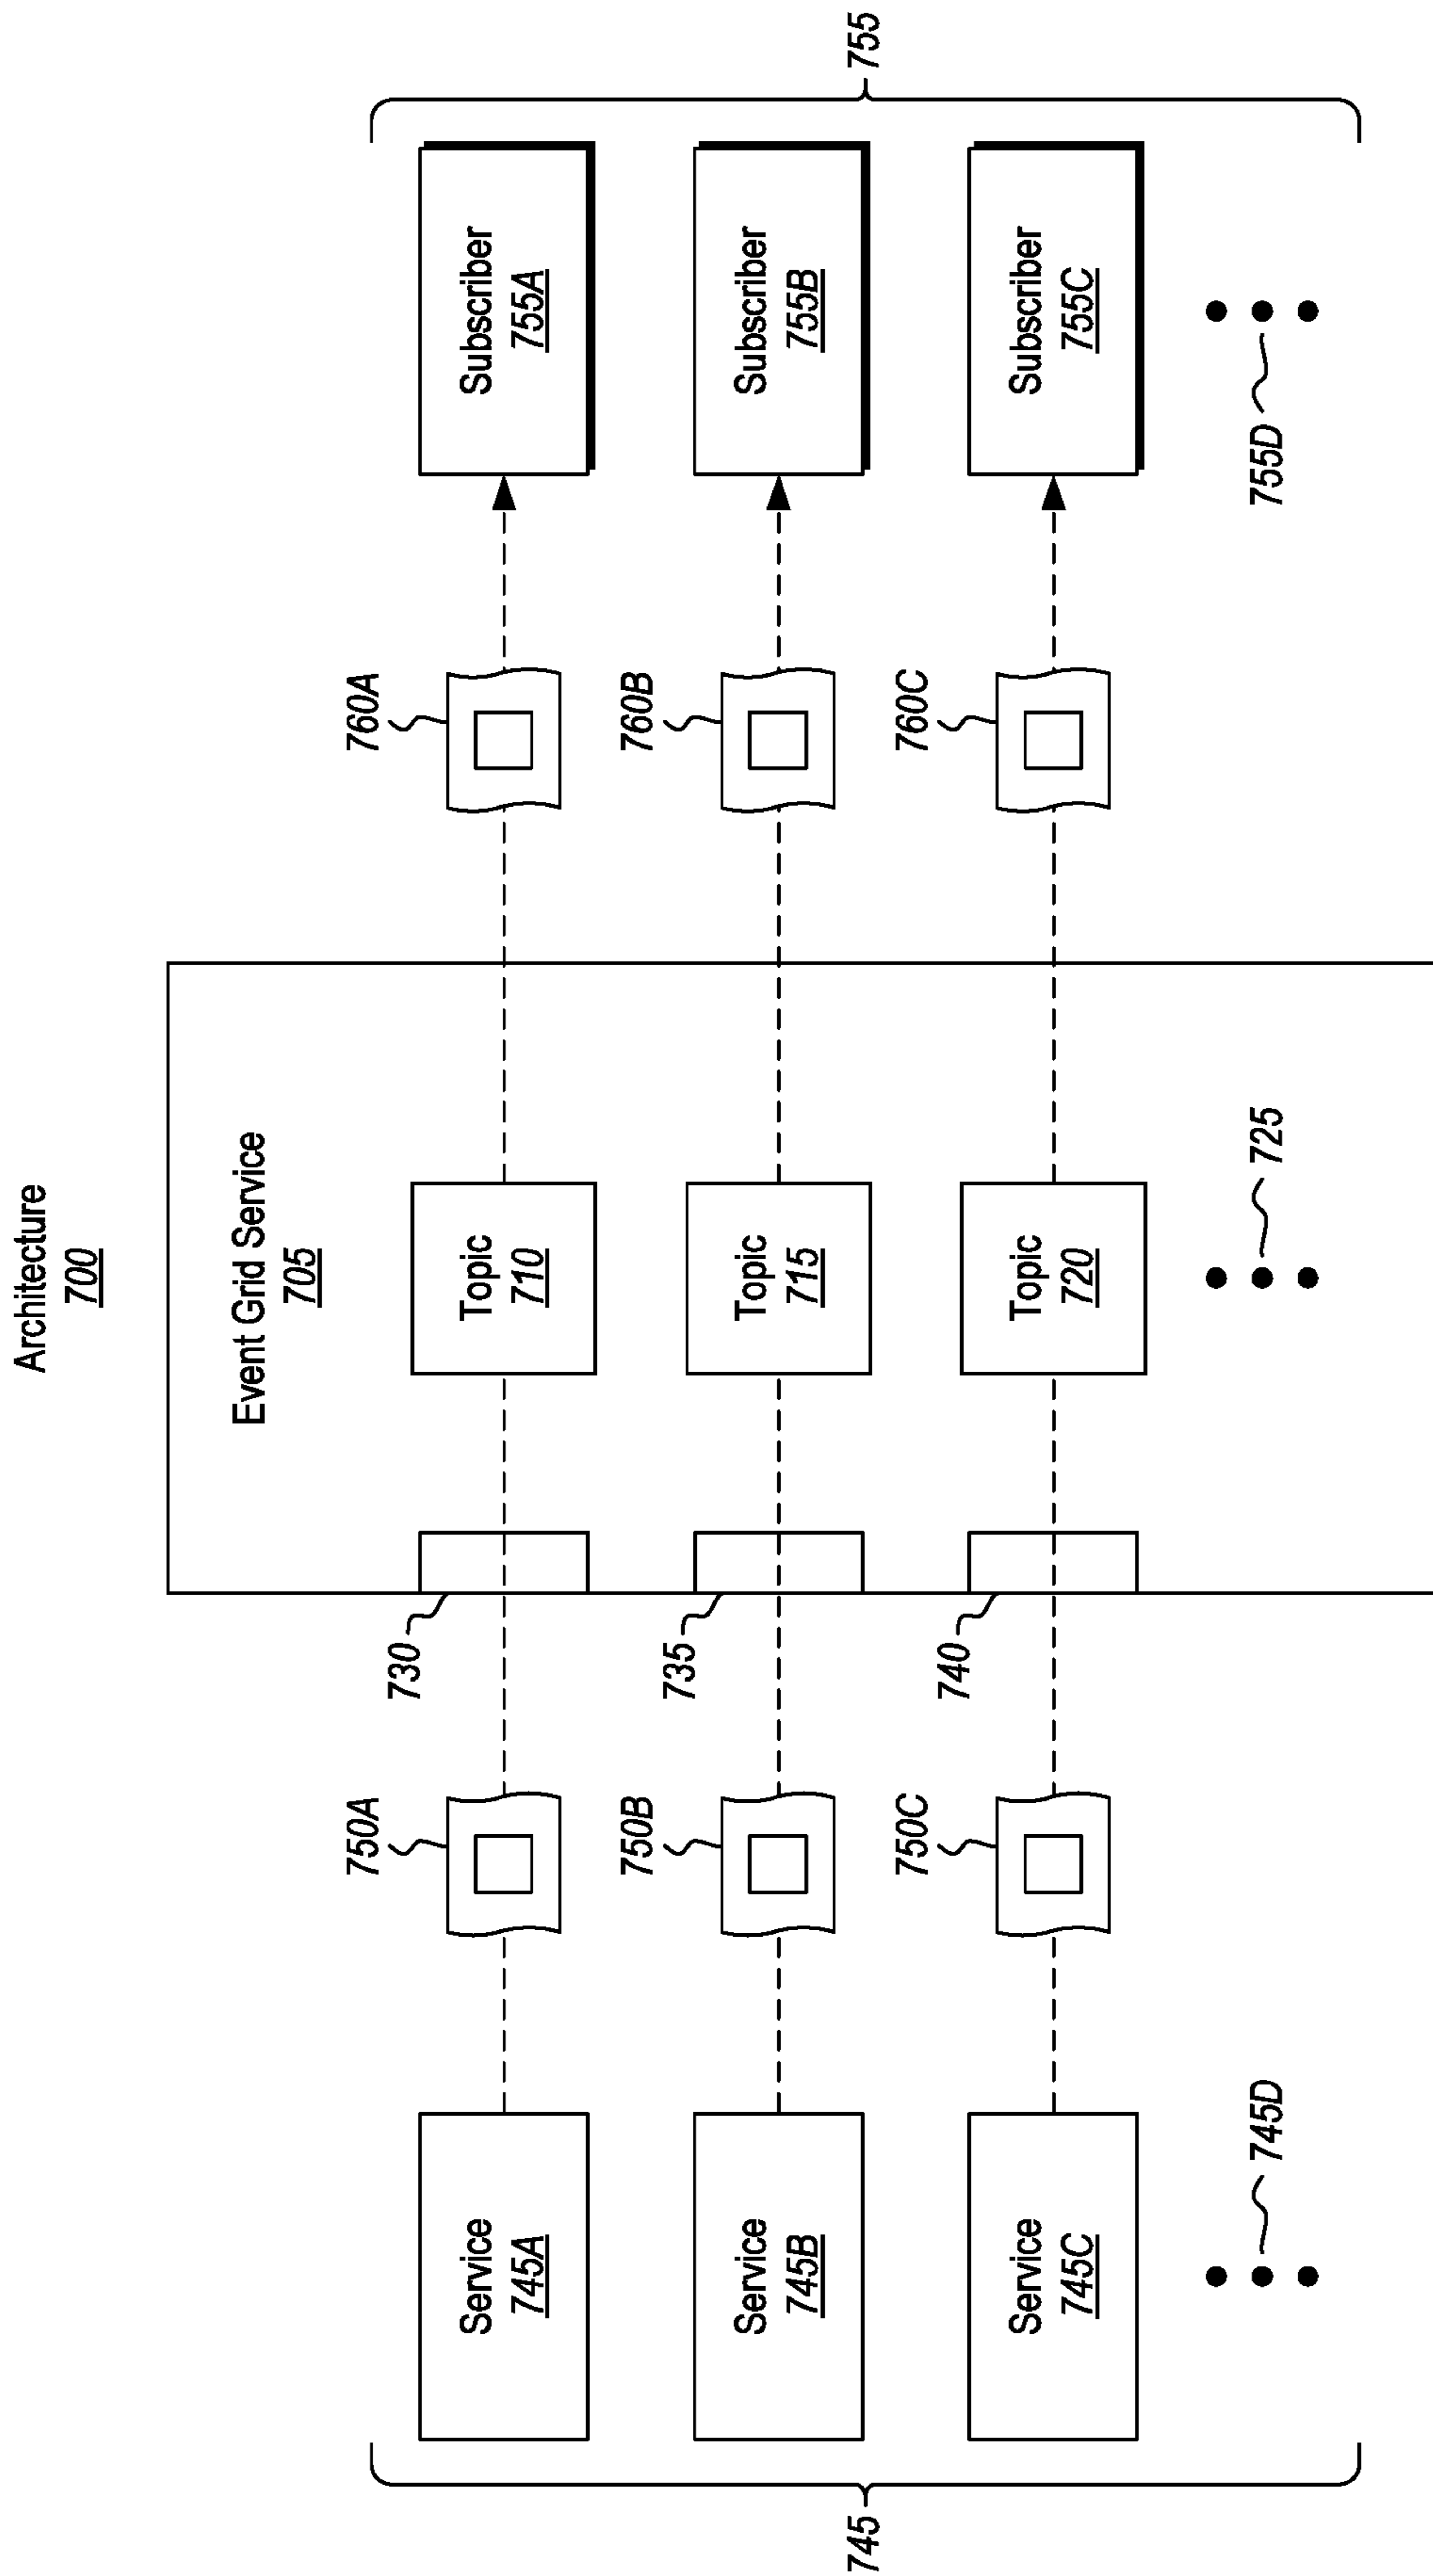 Architecture
700
Event Grid Service
705
745
Service
745A
750A
730
Topic
710
760A
Subscriber
755A
755
Service
745B
750B
735
Topic
715
760B
Subscriber
755B
Service
745C
750C
740
Topic
720
760C
Subscriber
755C
745D
725
755D